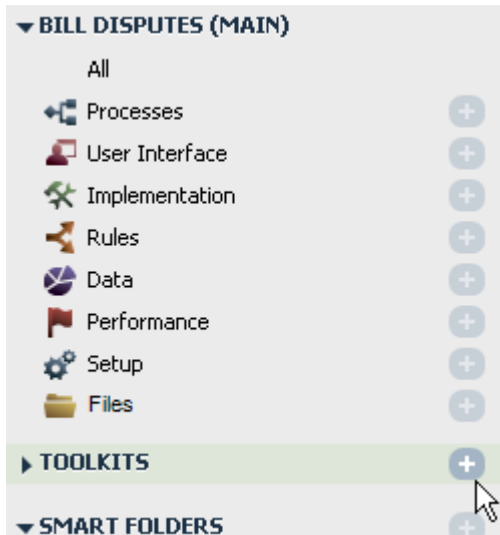 BILL DISPUTES (MAIN)
All
Processes
User Interface
Implementation
Rules
Data
Performance
Setup
Files
TOOLKITS
SMART FOLDERS